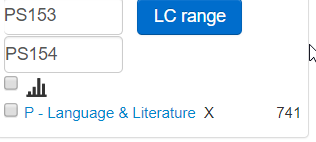 PS153 LC range
PS154
P - Language & Literature X 741